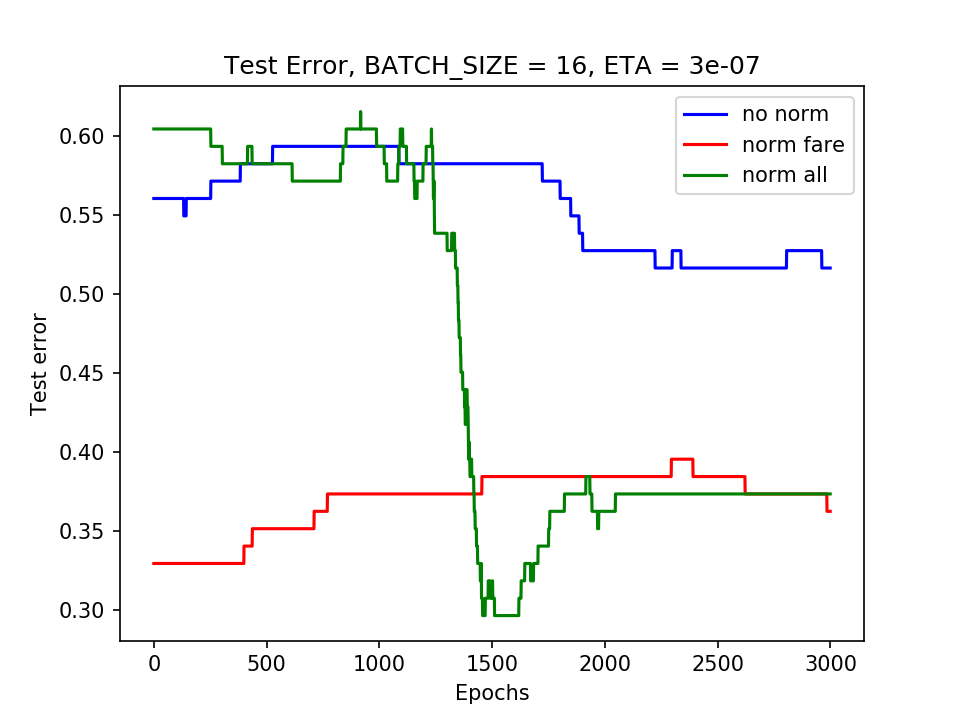 Test Error, BATCH_SIZE = 16, ETA = 3e-07
no norm
norm fare
norm all
Test error
0.60
0.55
0.50
0.45
0.40
0.35
0.30
0 500 1000 1500 2000 2500 3000
Epochs